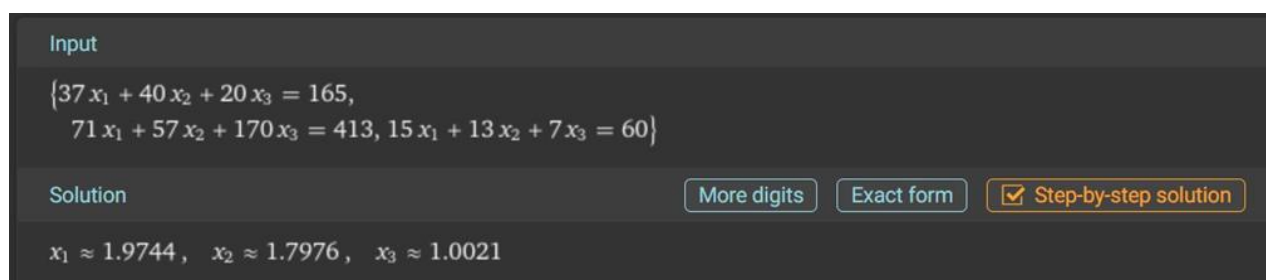 Input
{37 x₁ + 40 x₂ + 20 x₃ = 165,
71 x₁ + 57 x₂ + 170 x₃ = 413, 15 x₁ + 13 x₂ + 7 x₃ = 60}
Solution More digits Exact form Step-by-step solution
x₁ ≈ 1.9744 , x₂ ≈ 1.7976 , x₃ ≈ 1.0021